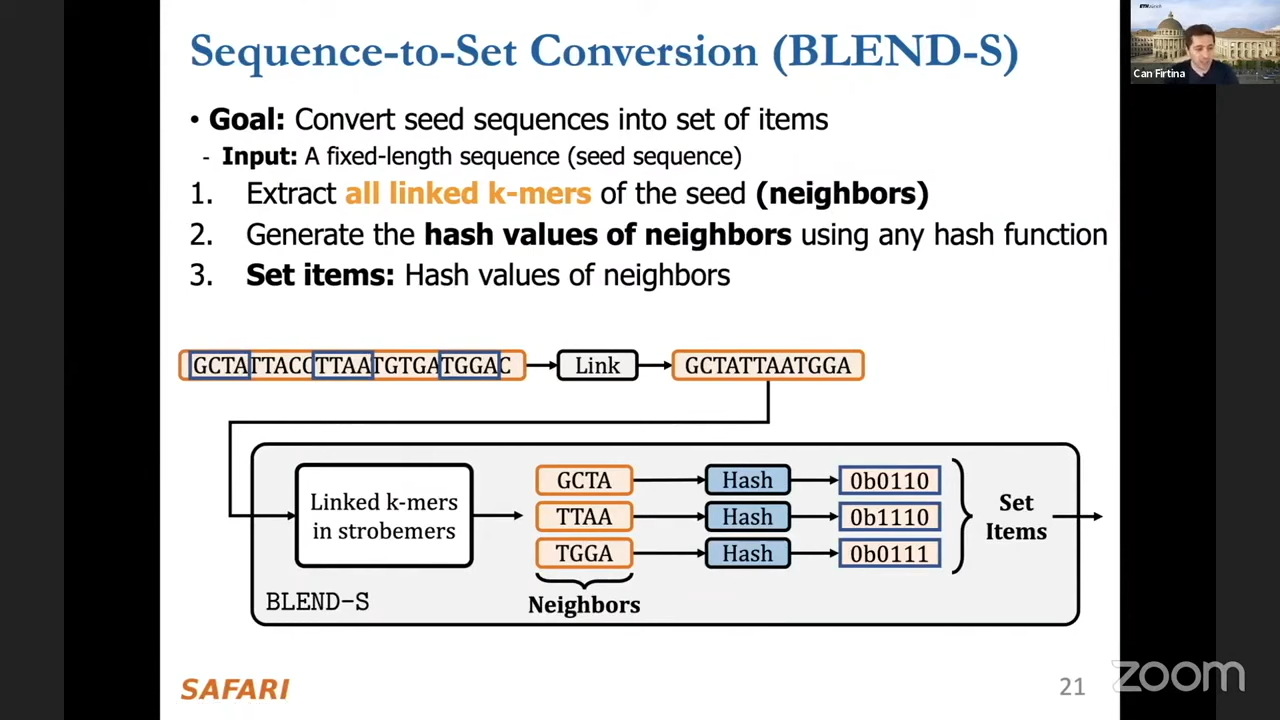 Sequence-to-Set Conversion (BLEND-S)
ETH zürich
Can Firtina
• Goal: Convert seed sequences into set of items
- Input: A fixed-length sequence (seed sequence)
1. Extract all linked k-mers of the seed (neighbors)
2. Generate the hash values of neighbors using any hash function
3. Set items: Hash values of neighbors
GCTATTACCTTAATGTGATGGAC
Link
GCTATTAATGGA
Linked k-mers
in strobemers
GCTA Hash 0b0110
TTAA Hash 0b1110
TGGA Hash 0b0111
Set
Items
Neighbors
BLEND-S
SAFARI
21
zoom